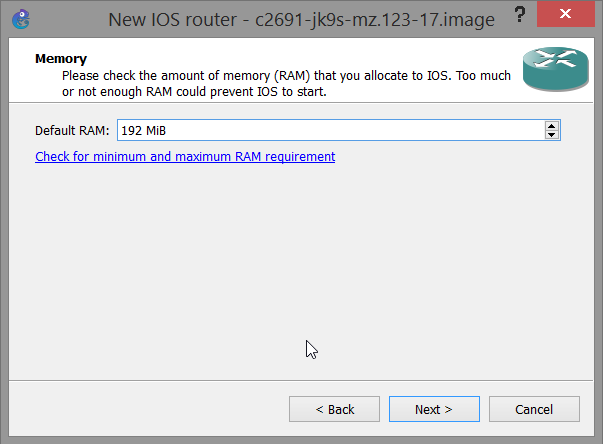 New IOS router - c2691-jk9s-mz.123-17.image
?
Memory
Please check the amount of memory (RAM) that you allocate to IOS. Too much
or not enough RAM could prevent IOS to start.
Default RAM: 192 MiB
Check for minimum and maximum RAM requirement
< Back Next > Cancel